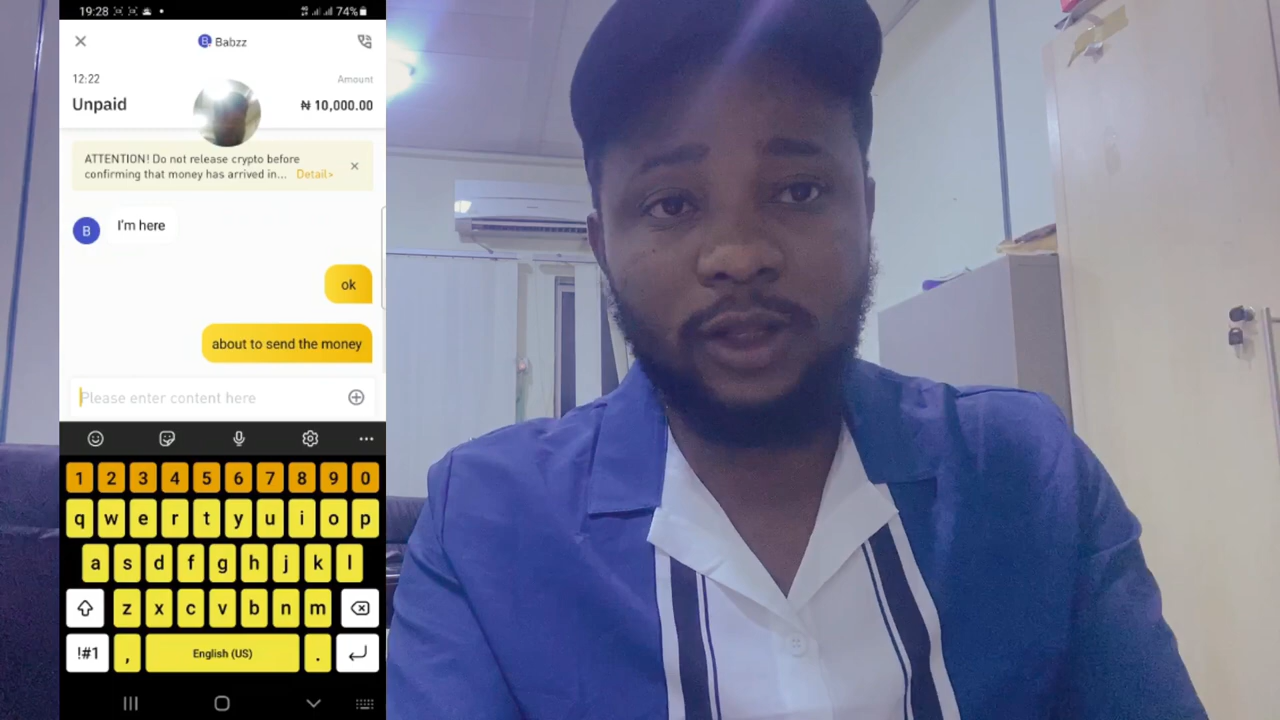 19:28 74%
B Babzz
12:22 Amount
Unpaid ₦ 10,000.00
ATTENTION! Do not release crypto before
confirming that money has arrived in... Detail>
B I'm here
ok
about to send the money
Please enter content here
1 2 3 4 5 6 7 8 9 0
q w e r t y u i o p
a s d f g h j k l
z x c v b n m
!#1 , English (US) .